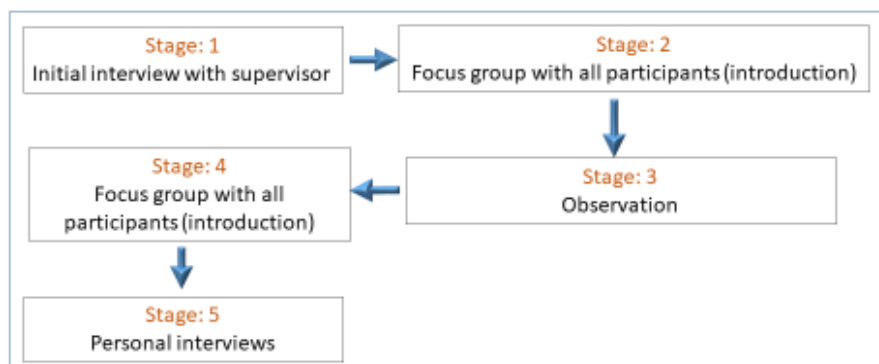 Stage: 1
Initial interview with supervisor
Stage: 2
Focus group with all participants (introduction)
Stage: 3
Observation
Stage: 4
Focus group with all
participants (introduction)
Stage: 5
Personal interviews